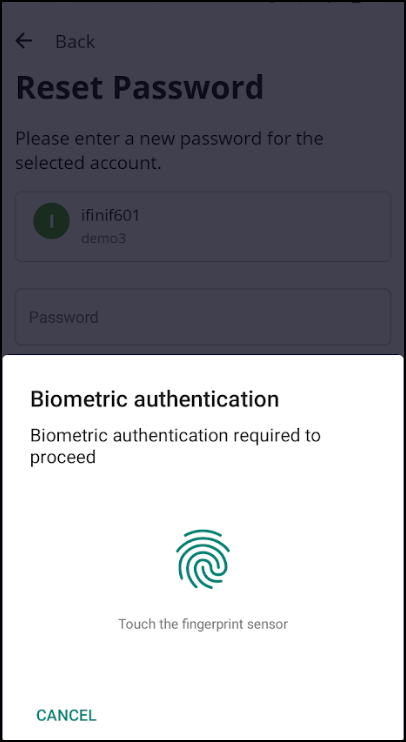 Back
Reset Password
Please enter a new password for the
selected account.
I
ifinif601
demo3
Password
Biometric authentication
Biometric authentication required to
proceed
Touch the fingerprint sensor
CANCEL